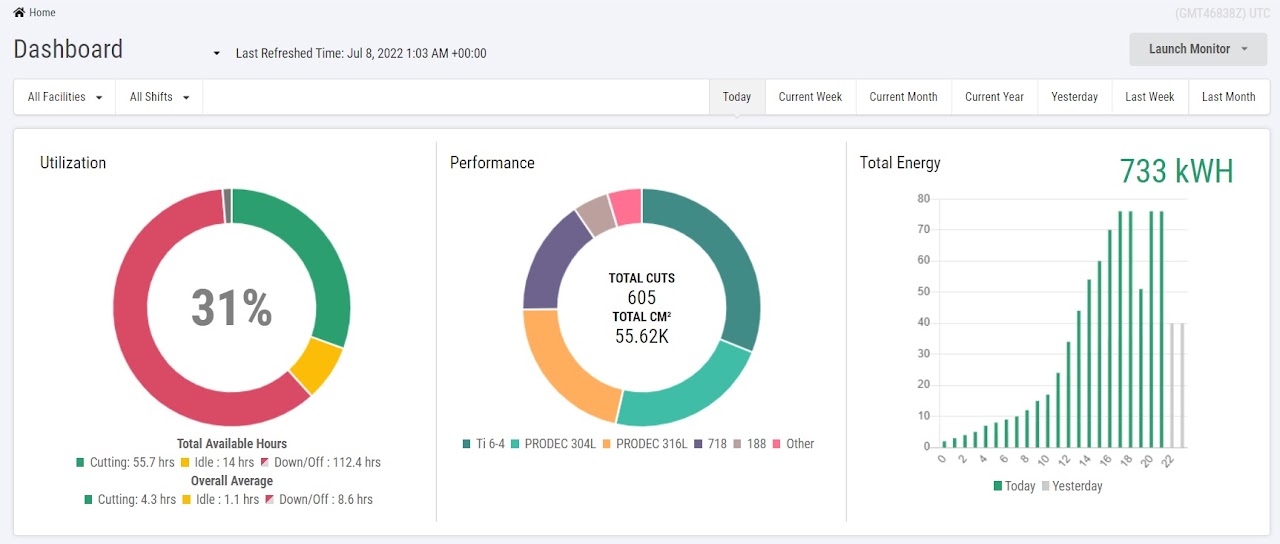 Home
(GMT46838Z) UTC
Dashboard
Last Refreshed Time: Jul 8, 2022 1:03 AM +00:00
Launch Monitor
All Facilities
All Shifts
Today
Current Week
Current Month
Current Year
Yesterday
Last Week
Last Month
Utilization
31%
Total Available Hours
Cutting: 55.7 hrs Idle : 14 hrs Down/Off : 112.4 hrs
Overall Average
Cutting: 4.3 hrs Idle : 1.1 hrs Down/Off : 8.6 hrs
Performance
TOTAL CUTS
605
TOTAL CM²
55.62K
Ti 6-4 PRODEC 304L PRODEC 316L 718 188 Other
Total Energy
733 kWH
80
70
60
50
40
30
20
10
0
0 2 4 6 8 10 12 14 16 18 20 22
Today Yesterday